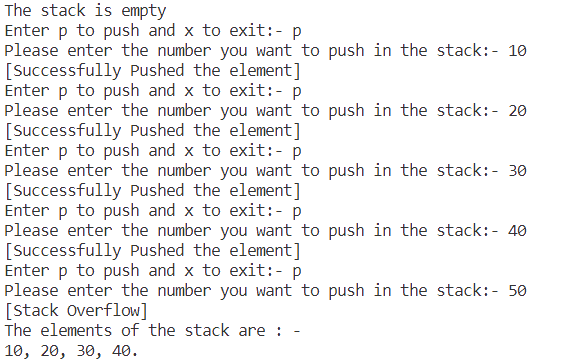 The stack is empty
Enter p to push and x to exit:- p
Please enter the number you want to push in the stack:- 10
[Successfully Pushed the element]
Enter p to push and x to exit:- p
Please enter the number you want to push in the stack:- 20
[Successfully Pushed the element]
Enter p to push and x to exit:- p
Please enter the number you want to push in the stack:- 30
[Successfully Pushed the element]
Enter p to push and x to exit:- p
Please enter the number you want to push in the stack:- 40
[Successfully Pushed the element]
Enter p to push and x to exit:- p
Please enter the number you want to push in the stack:- 50
[Stack Overflow]
The elements of the stack are : -
10, 20, 30, 40.